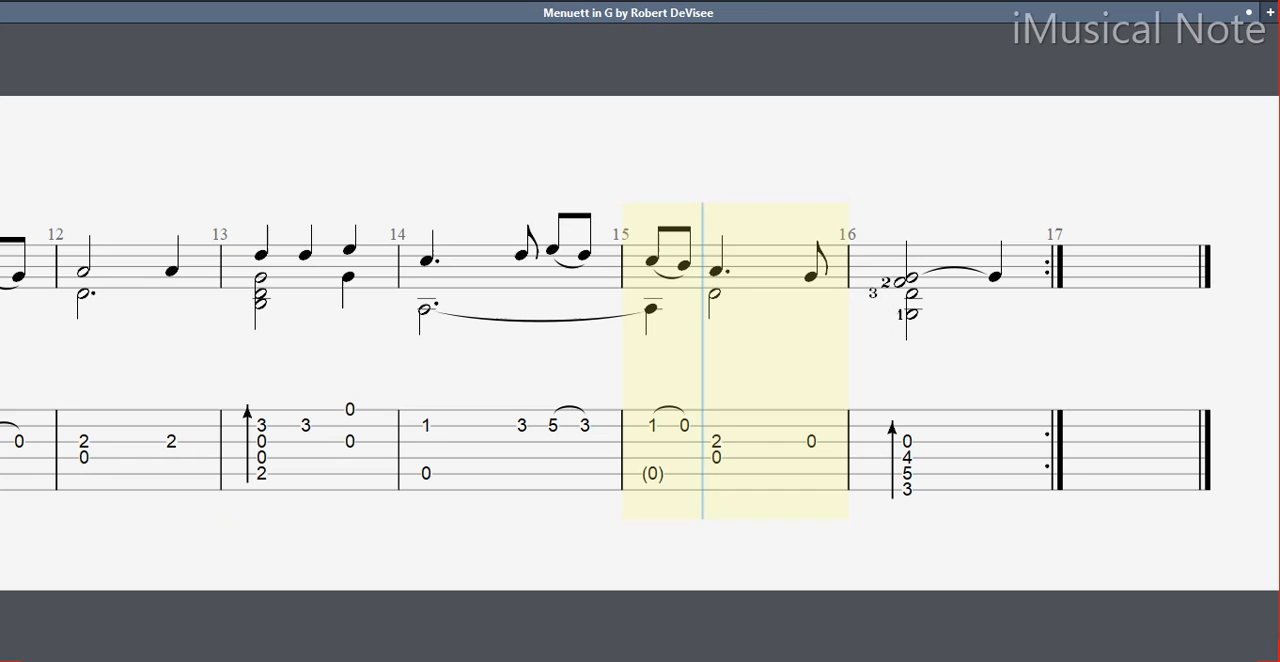 Menuett in G by Robert DeVisee
iMusical Note
12 13 14 15 16 17
2
3
1
0 3 5
3 3 1 3 5 3 1 0
0 2 2 0 0 2 0 0
0 0 0 4
2 0 (0) 5
3